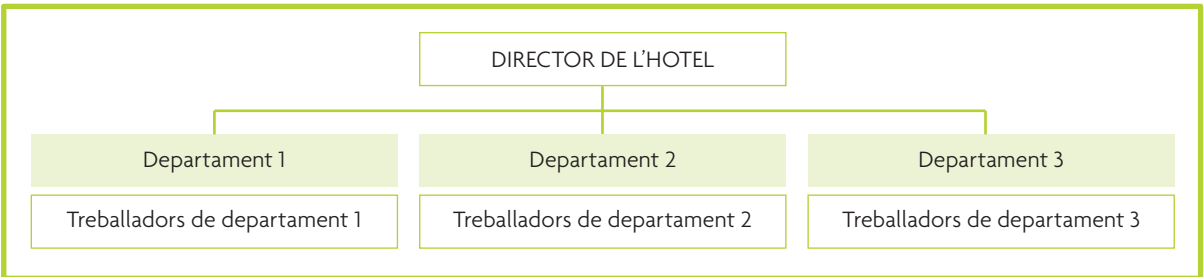 DIRECTOR DE L'HOTEL
Departament 1
Departament 2
Departament 3
Treballadors de departament 1
Treballadors de departament 2
Treballadors de departament 3